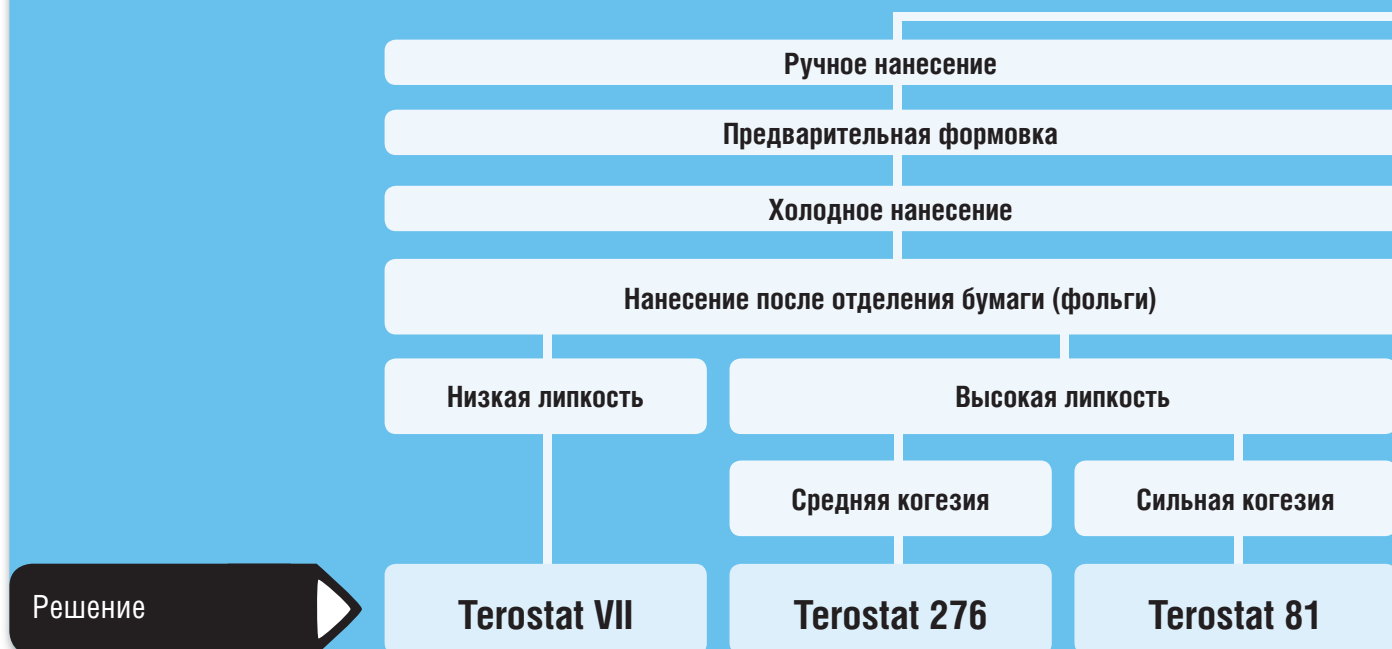 Ручное нанесение
Предварительная формовка
Холодное нанесение
Нанесение после отделения бумаги (фольги)
Низкая липкость
Высокая липкость
Средняя когезия
Сильная когезия
Решение
Terostat VII
Terostat 276
Terostat 81